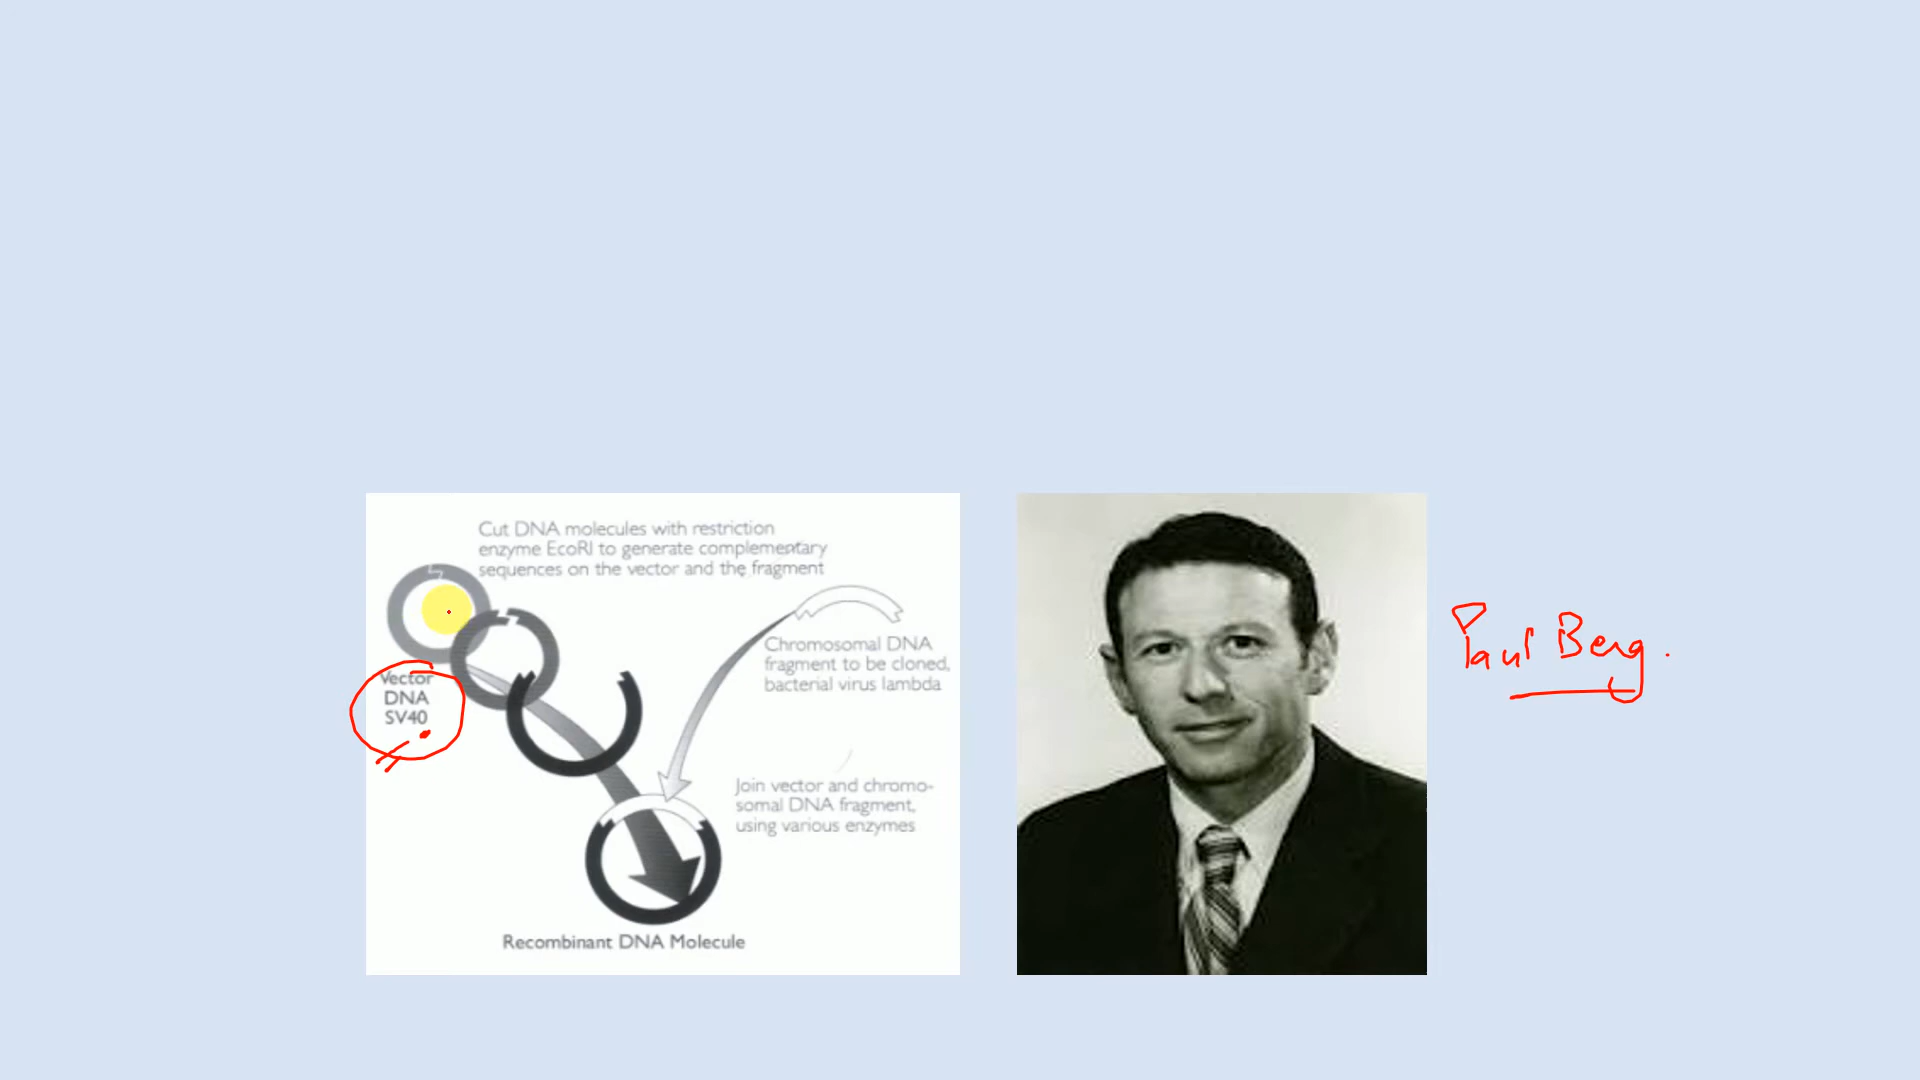 Cut DNA molecules with restriction
enzyme EcoRI to generate complementary
sequences on the vector and the fragment
Vector
DNA
SV40
Chromosomal DNA
fragment to be cloned,
bacterial virus lambda
Join vector and chromo-
somal DNA fragment,
using various enzymes
Recombinant DNA Molecule
Paul Berg.